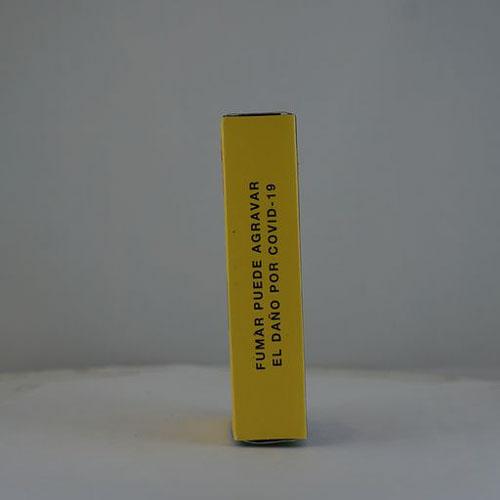 FUMAR PUEDE AGRAVAR
EL DAÑO POR COVID-19